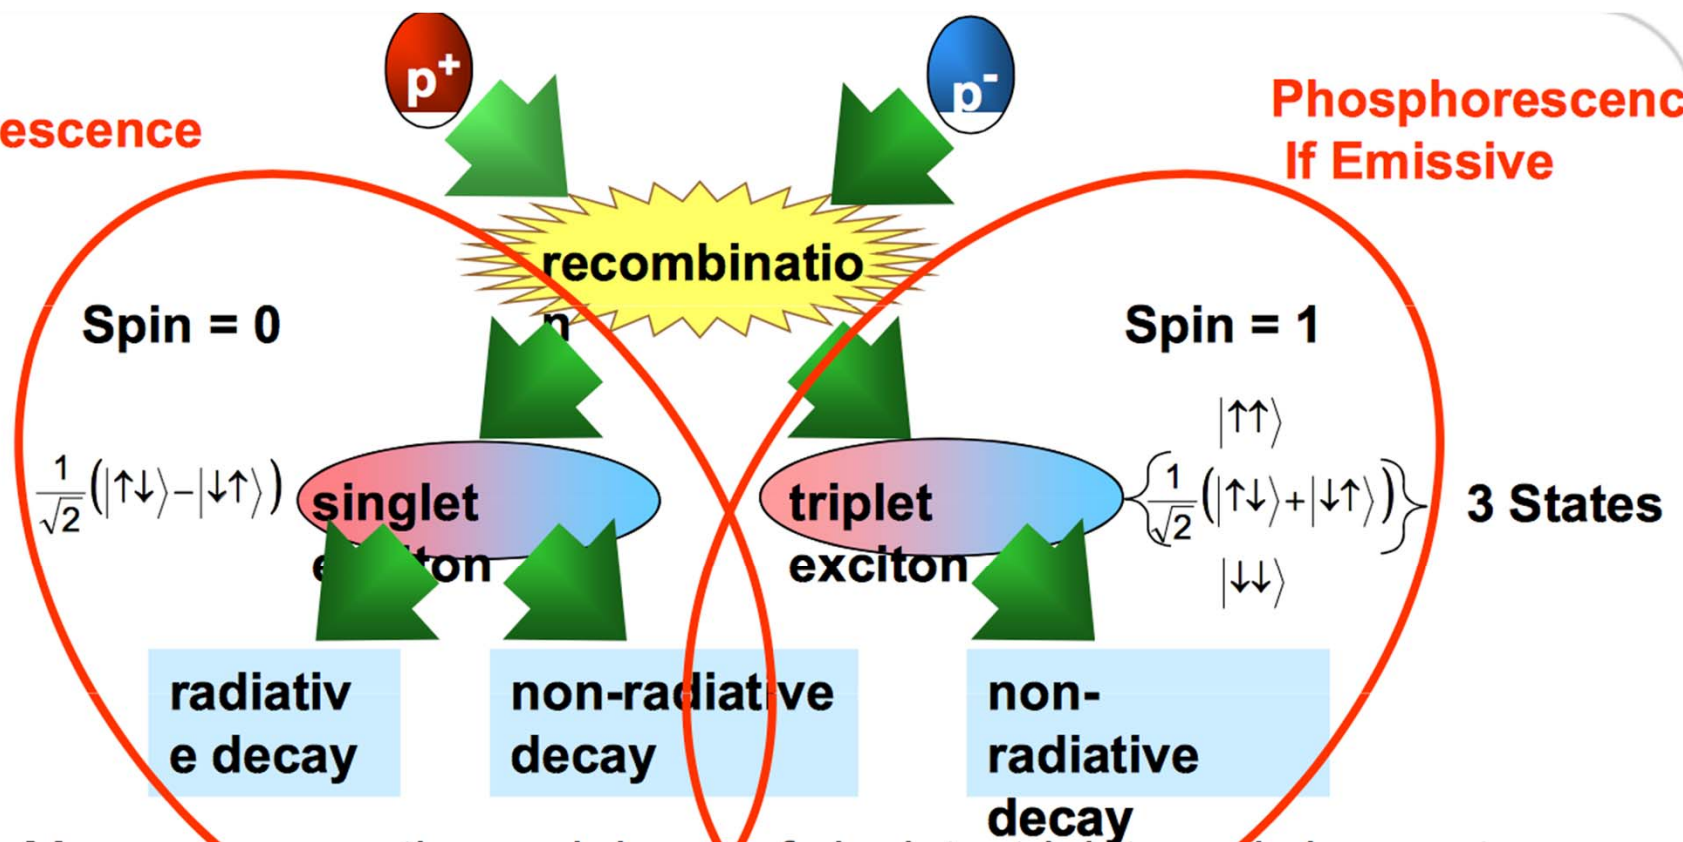 p+
p-
escence
Phosphorescenc
If Emissive
recombinatio
n
Spin = 0
Spin = 1
|↑↑⟩
1/√2(|↑↓⟩−|↓↑⟩)
singlet
exciton
triplet
exciton
{1/√2(|↑↓⟩+|↓↑⟩)}
3 States
|↓↓⟩
radiativ
e decay
non-radiative
decay
non-
radiative
decay